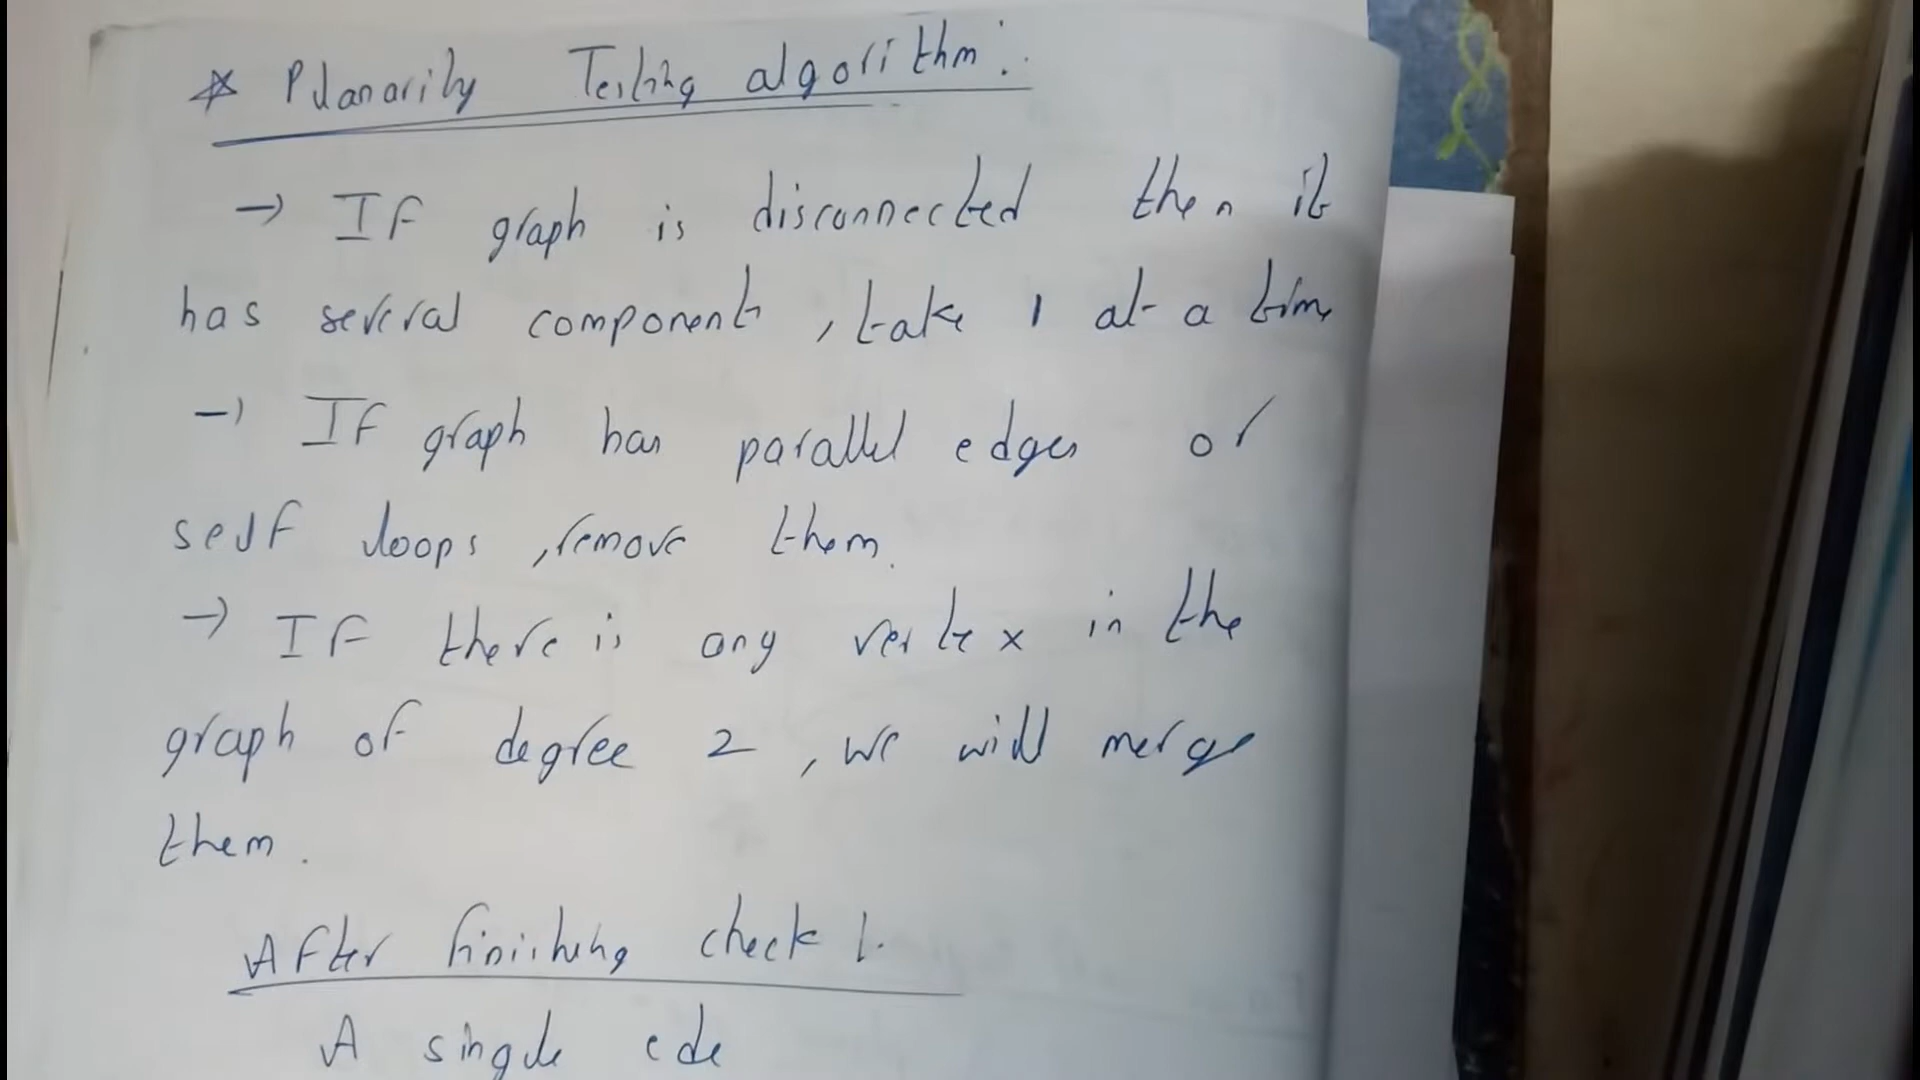 * Planarity Testing algorithm:
→ If graph is disconnected then it
has several component, take 1 at a time
→ If graph has parallel edges or
self loops, remove them.
→ If there is any vertex in the
graph of degree 2, we will merge
them.
After finishing check :
A single ede